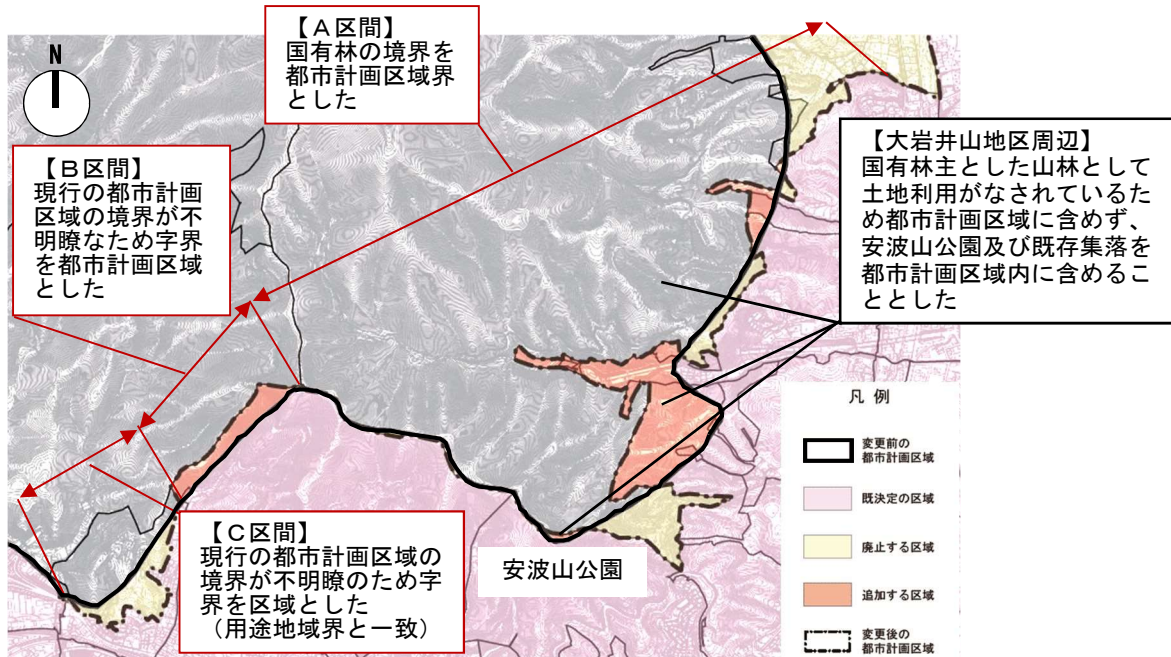 N
【A区間】
国有林の境界を
都市計画区域界
とした
【B区間】
現行の都市計画
区域の境界が不
明瞭なため字界
を都市計画区域
とした
【大岩井山地区周辺】
国有林主とした山林として
土地利用がなされているた
め都市計画区域に含めず、
安波山公園及び既存集落を
都市計画区域内に含めるこ
ととした
【C区間】
現行の都市計画区域の
境界が不明瞭のため字
界を区域とした
（用途地域界と一致）
安波山公園
凡 例
変更前の
都市計画区域
既決定の区域
廃止する区域
追加する区域
変更後の
都市計画区域